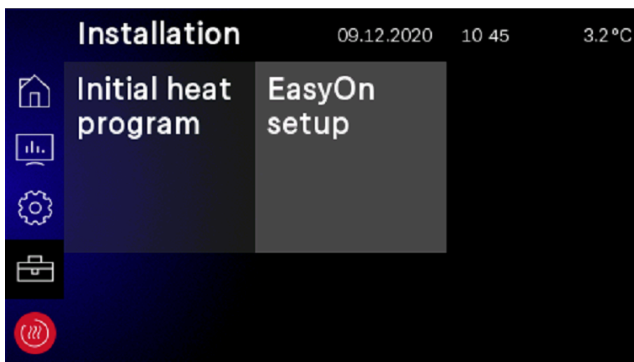 Installation 09.12.2020 10 45 3.2°C
Initial heat program
EasyOn setup